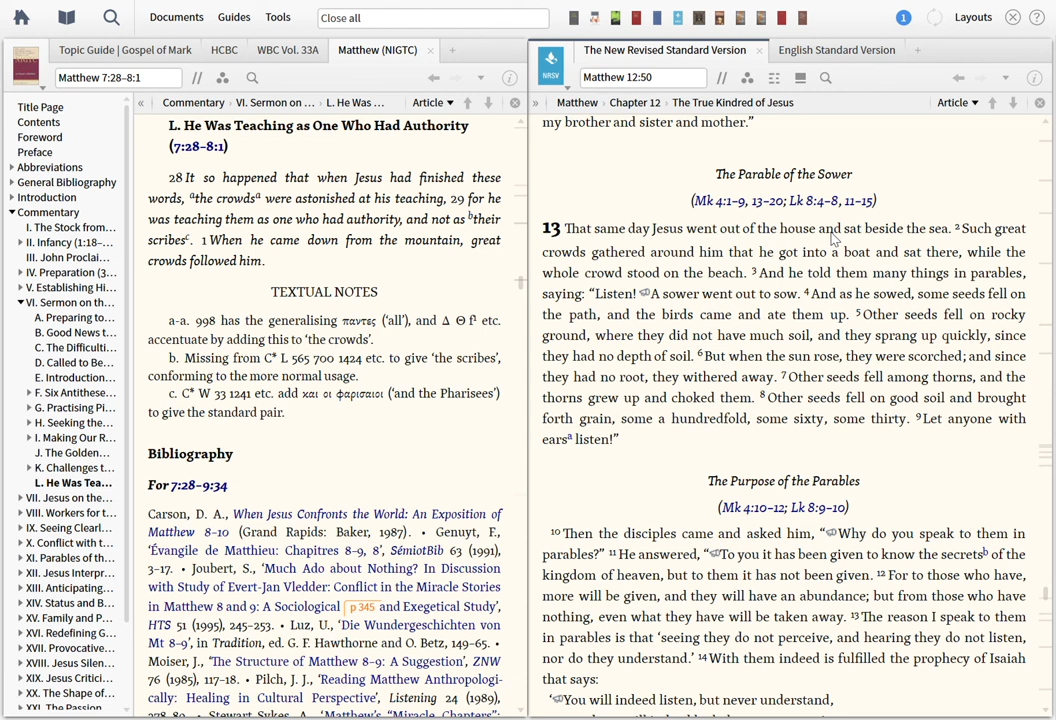 Documents Guides Tools Close all 1 Layouts
Topic Guide | Gospel of Mark HCBC WBC Vol. 33A Matthew (NIGTC)
Matthew 7:28–8:1
Title Page
Contents
Foreword
Preface
Abbreviations
General Bibliography
Introduction
Commentary
I. The Stock from...
II. Infancy (1:18–...
III. John Proclai...
IV. Preparation (3...
V. Establishing Hi...
VI. Sermon on th...
A. Preparing to...
B. Good News t...
C. The Difficulti...
D. Called to Be...
E. Introduction...
F. Six Antithese...
G. Practising Pi...
H. Seeking the...
I. Making Our R...
J. The Golden...
K. Challenges t...
L. He Was Tea...
VII. Jesus on the...
VIII. Workers for t...
IX. Seeing Clearl...
X. Conflict with t...
XI. Parables of th...
XII. Jesus Interpr...
XIII. Anticipating...
XIV. Status and B...
XV. Family and P...
XVI. Redefining G...
XVII. Provocative...
XVIII. Jesus Silen...
XIX. Jesus Critici...
XX. The Shape of...
XXI. The Passion
Commentary › VI. Sermon on ... › L. He Was ... Article
L. He Was Teaching as One Who Had Authority
(7:28–8:1)
28 It so happened that when Jesus had finished these
words, ᵃthe crowdsᵃ were astonished at his teaching, 29 for he
was teaching them as one who had authority, and not as ᵇtheir
scribesᶜ. 1 When he came down from the mountain, great
crowds followed him.
TEXTUAL NOTES
a-a. 998 has the generalising παντες (‘all’), and Δ Θ f¹ etc.
accentuate by adding this to ‘the crowds’.
b. Missing from C* L 565 700 1424 etc. to give ‘the scribes’,
conforming to the more normal usage.
c. C* W 33 1241 etc. add και οι φαρισαιοι (‘and the Pharisees’)
to give the standard pair.
Bibliography
For 7:28–9:34
Carson, D. A., When Jesus Confronts the World: An Exposition of
Matthew 8–10 (Grand Rapids: Baker, 1987). • Genuyt, F.,
‘Évangile de Matthieu: Chapitres 8–9, 8’, SémiotBib 63 (1991),
3–17. • Joubert, S., ‘Much Ado about Nothing? In Discussion
with Study of Evert-Jan Vledder: Conflict in the Miracle Stories
in Matthew 8 and 9: A Sociological p 345 and Exegetical Study’,
HTS 51 (1995), 245–253. • Luz, U., ‘Die Wundergeschichten von
Mt 8–9’, in Tradition, ed. G. F. Hawthorne and O. Betz, 149–65. •
Moiser, J., ‘The Structure of Matthew 8–9: A Suggestion’, ZNW
76 (1985), 117–18. • Pilch, J. J., ‘Reading Matthew Anthropologi-
cally: Healing in Cultural Perspective’, Listening 24 (1989),
278–89. • Stewart-Sykes, A., ‘Matthew’s “Miracle Chapters”:
The New Revised Standard Version English Standard Version
NRSV
Matthew 12:50
Matthew › Chapter 12 › The True Kindred of Jesus Article
my brother and sister and mother.”
The Parable of the Sower
(Mk 4:1–9, 13–20; Lk 8:4–8, 11–15)
13 That same day Jesus went out of the house and sat beside the sea. ² Such great
crowds gathered around him that he got into a boat and sat there, while the
whole crowd stood on the beach. ³ And he told them many things in parables,
saying: “Listen! A sower went out to sow. ⁴ And as he sowed, some seeds fell on
the path, and the birds came and ate them up. ⁵ Other seeds fell on rocky
ground, where they did not have much soil, and they sprang up quickly, since
they had no depth of soil. ⁶ But when the sun rose, they were scorched; and since
they had no root, they withered away. ⁷ Other seeds fell among thorns, and the
thorns grew up and choked them. ⁸ Other seeds fell on good soil and brought
forth grain, some a hundredfold, some sixty, some thirty. ⁹ Let anyone with
earsᵃ listen!”
The Purpose of the Parables
(Mk 4:10–12; Lk 8:9–10)
¹⁰ Then the disciples came and asked him, “Why do you speak to them in
parables?” ¹¹ He answered, “To you it has been given to know the secretsᵇ of the
kingdom of heaven, but to them it has not been given. ¹² For to those who have,
more will be given, and they will have an abundance; but from those who have
nothing, even what they have will be taken away. ¹³ The reason I speak to them
in parables is that ‘seeing they do not perceive, and hearing they do not listen,
nor do they understand.’ ¹⁴ With them indeed is fulfilled the prophecy of Isaiah
that says:
‘You will indeed listen, but never understand,